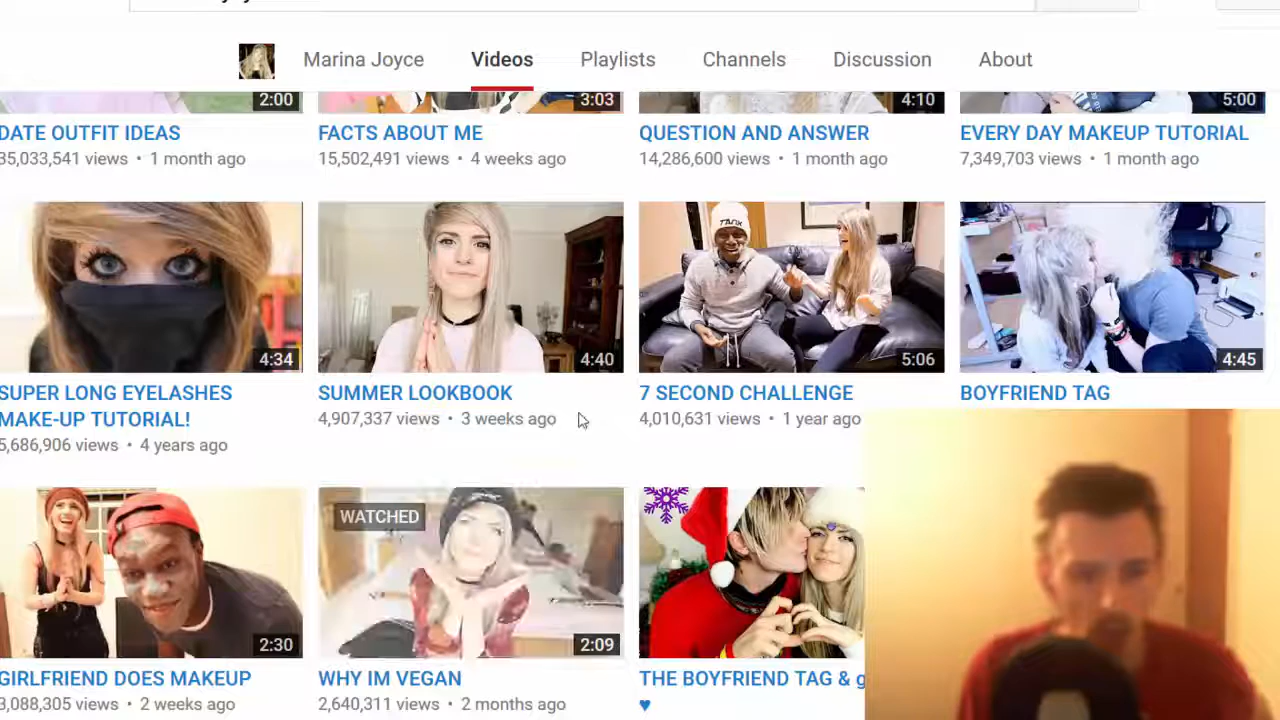 Marina Joyce Videos Playlists Channels Discussion About
2:00 3:03 4:10 5:00
DATE OUTFIT IDEAS FACTS ABOUT ME QUESTION AND ANSWER EVERY DAY MAKEUP TUTORIAL
35,033,541 views • 1 month ago 15,502,491 views • 4 weeks ago 14,286,600 views • 1 month ago 7,349,703 views • 1 month ago
TANX
4:34 4:40 5:06 4:45
SUPER LONG EYELASHES SUMMER LOOKBOOK 7 SECOND CHALLENGE BOYFRIEND TAG
MAKE-UP TUTORIAL! 4,907,337 views • 3 weeks ago 4,010,631 views • 1 year ago
5,686,906 views • 4 years ago
WATCHED
2:30 2:09
GIRLFRIEND DOES MAKEUP WHY IM VEGAN THE BOYFRIEND TAG & g
3,088,305 views • 2 weeks ago 2,640,311 views • 2 months ago ♥